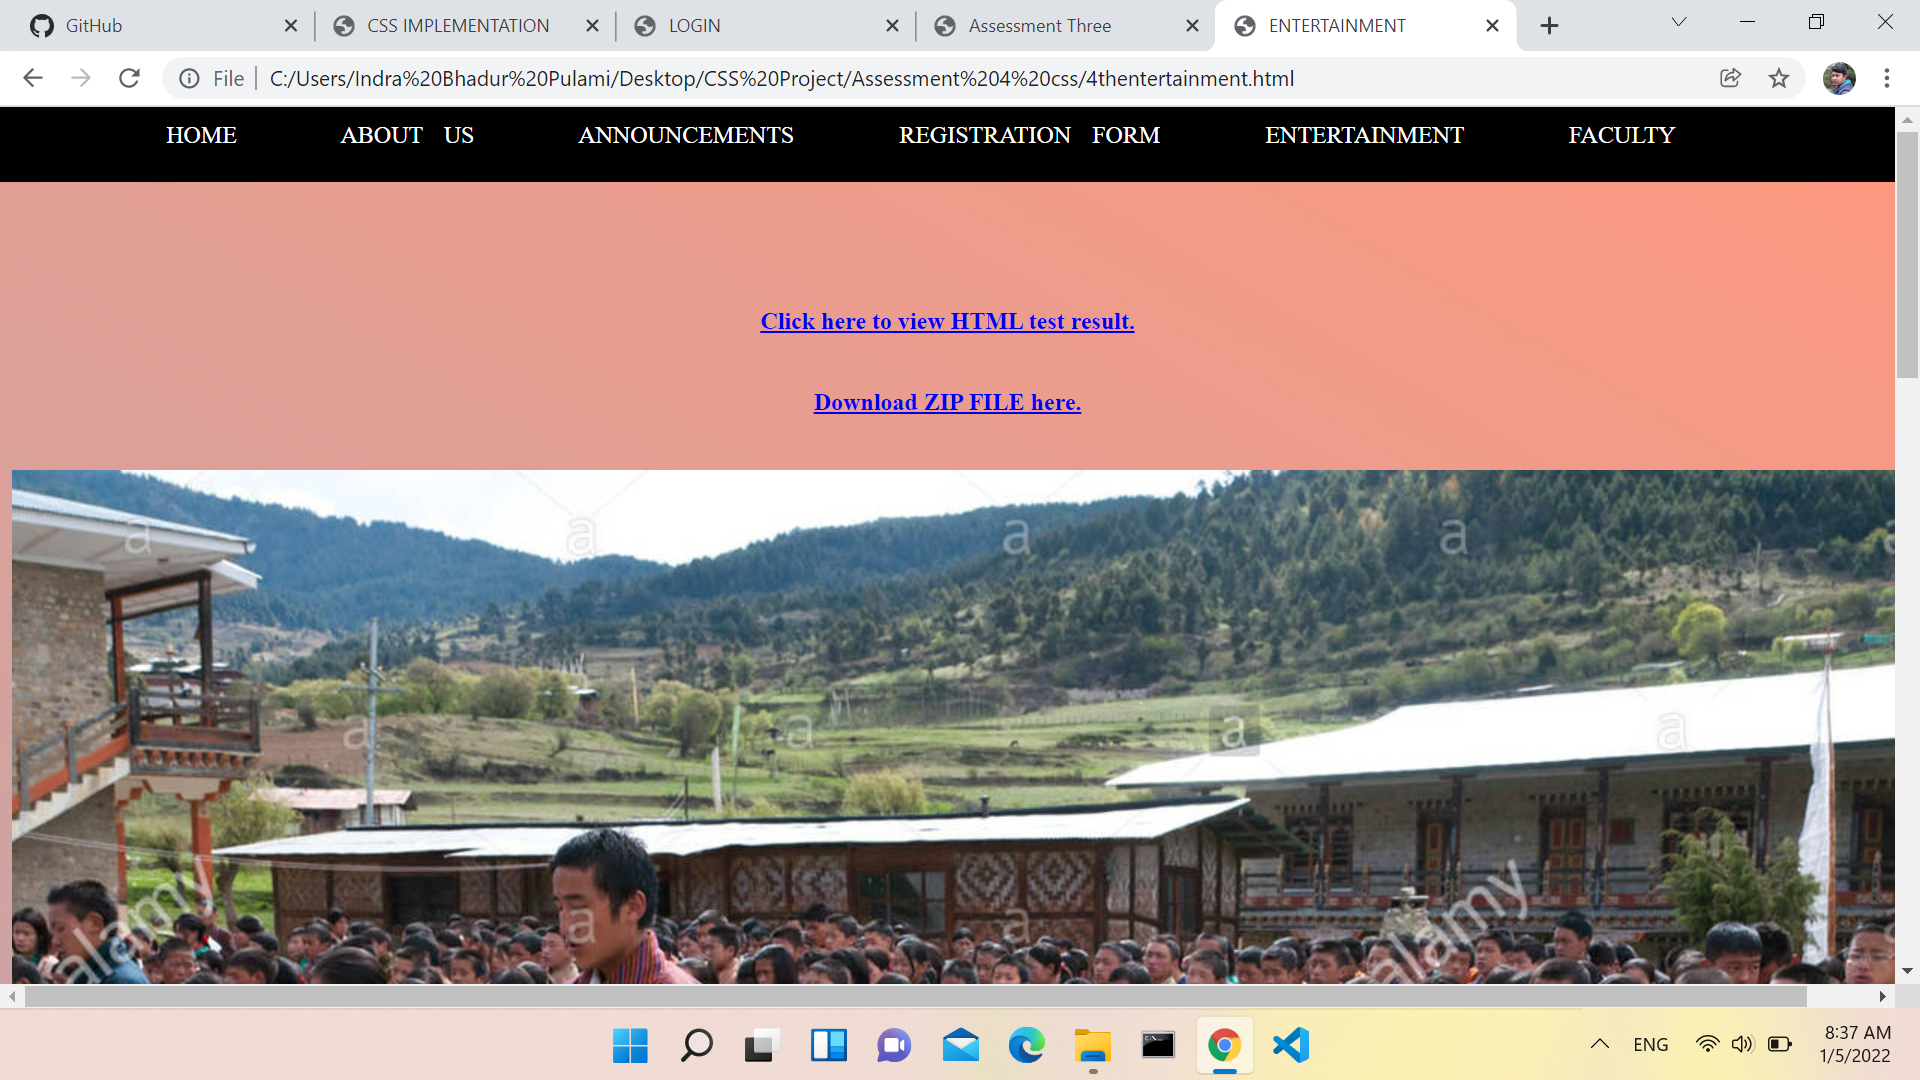 GitHub CSS IMPLEMENTATION LOGIN Assessment Three ENTERTAINMENT
File C:/Users/Indra%20Bhadur%20Pulami/Desktop/CSS%20Project/Assessment%204%20css/4thentertainment.html
HOME ABOUT US ANNOUNCEMENTS REGISTRATION FORM ENTERTAINMENT FACULTY
Click here to view HTML test result.
Download ZIP FILE here.
a a a a
a a a a
alamy a a alamy
ENG 8:37 AM
1/5/2022